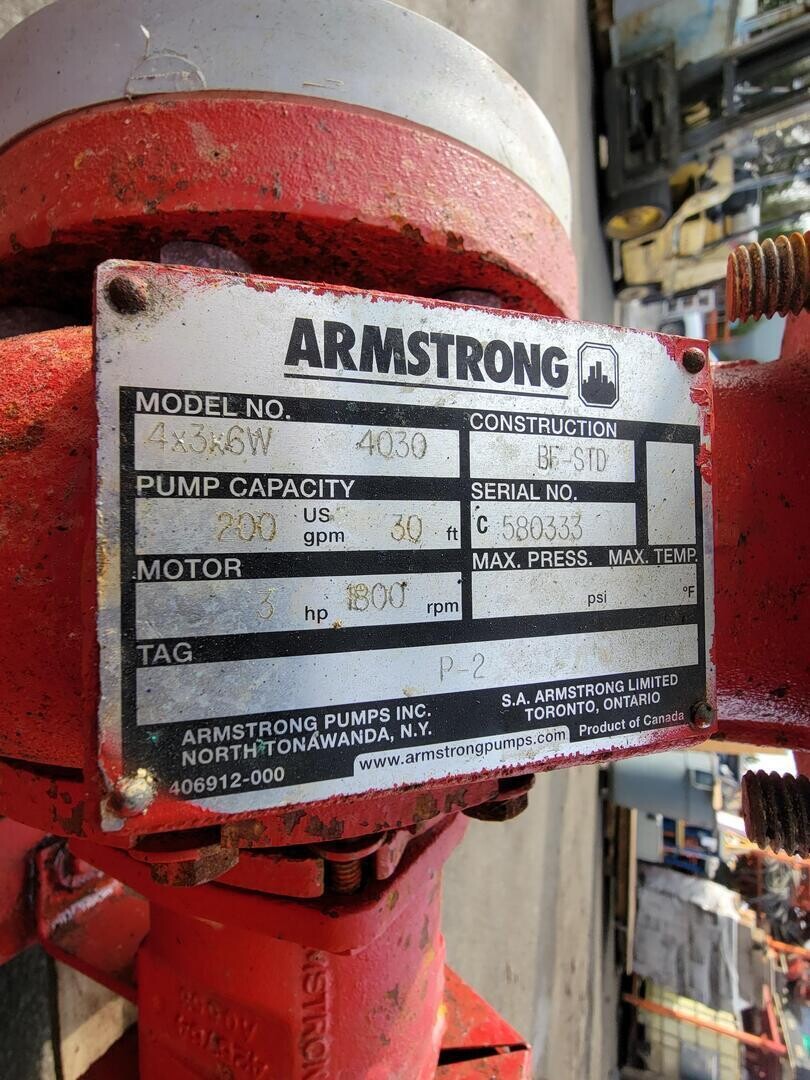 ARMSTRONG
MODEL NO.
4x3x6W 4030
CONSTRUCTION
BF-STD
PUMP CAPACITY
200 US gpm 30 ft
SERIAL NO.
C 580333
MOTOR
3 hp 1800 rpm
MAX. PRESS. MAX. TEMP.
psi °F
TAG
P-2
ARMSTRONG PUMPS INC.
NORTH TONAWANDA, N.Y.
S.A. ARMSTRONG LIMITED
TORONTO, ONTARIO
406912-000
www.armstrongpumps.com
Product of Canada